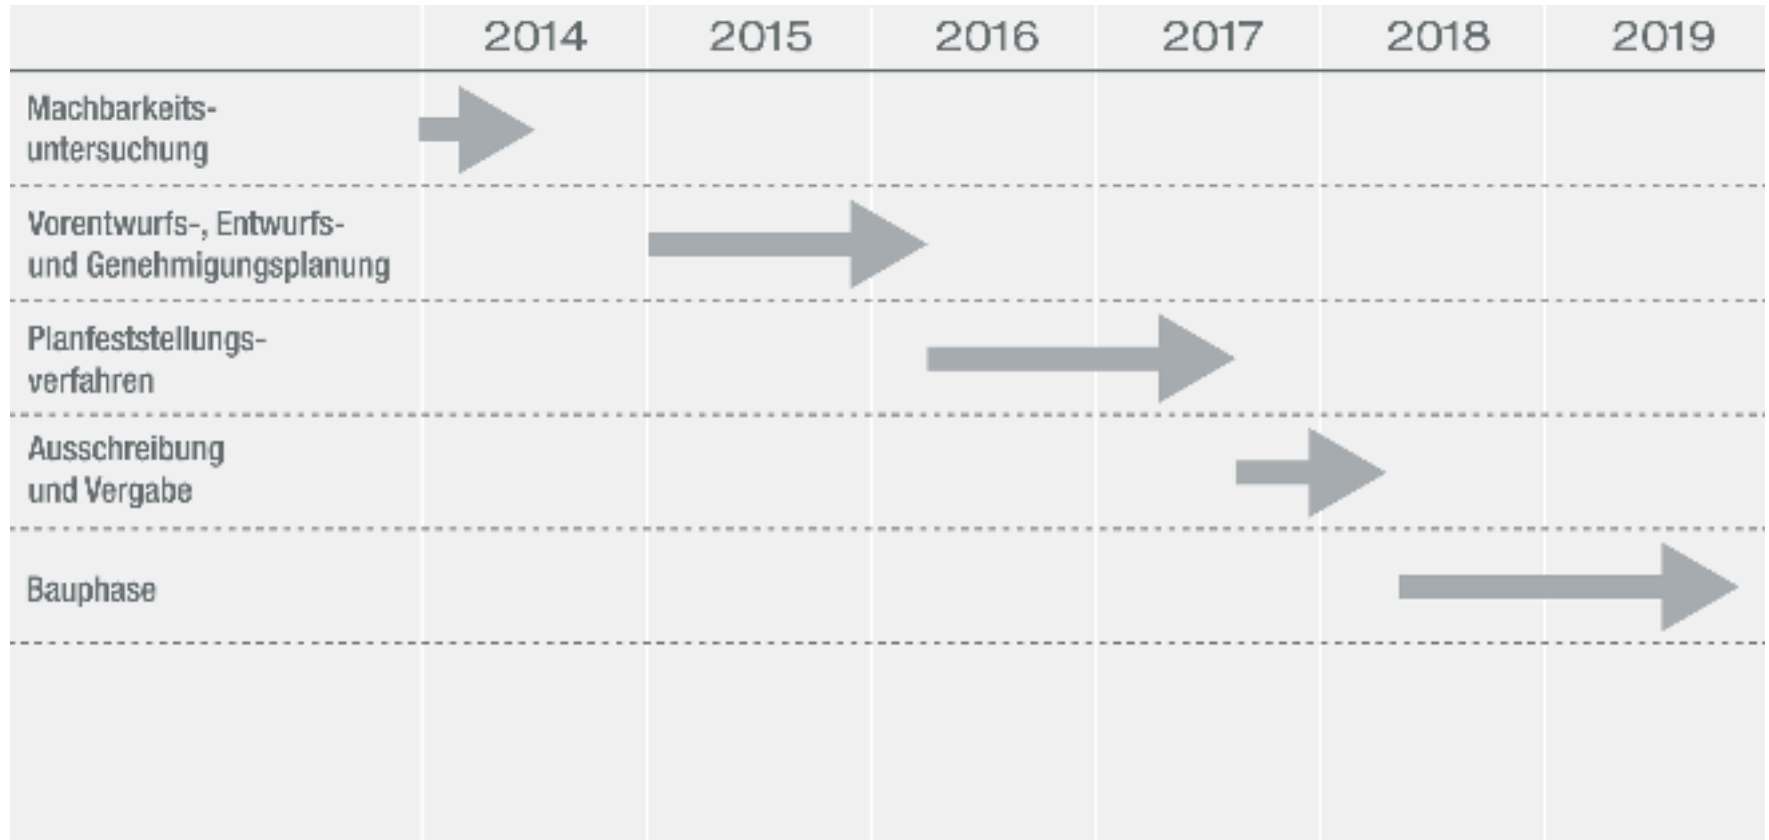 2014 2015 2016 2017 2018 2019
Machbarkeits-
untersuchung
Vorentwurfs-, Entwurfs-
und Genehmigungsplanung
Planfeststellungs-
verfahren
Ausschreibung
und Vergabe
Bauphase